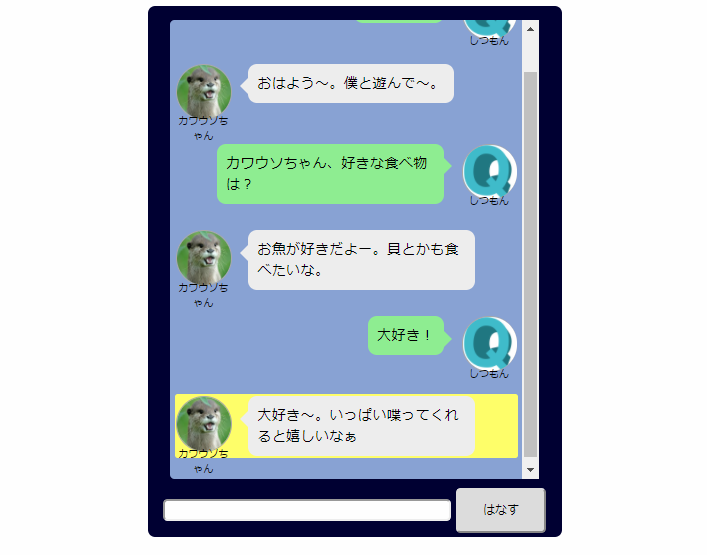 しつもん
おはよう～。僕と遊んで～。
カワウソち
ゃん
カワウソちゃん、好きな食べ物
は？
Q
しつもん
お魚が好きだよー。貝とかも食
べたいな。
カワウソち
ゃん
大好き！
Q
しつもん
大好き～。いっぱい喋ってくれ
ると嬉しいなぁ
カワウソち
ゃん
はなす